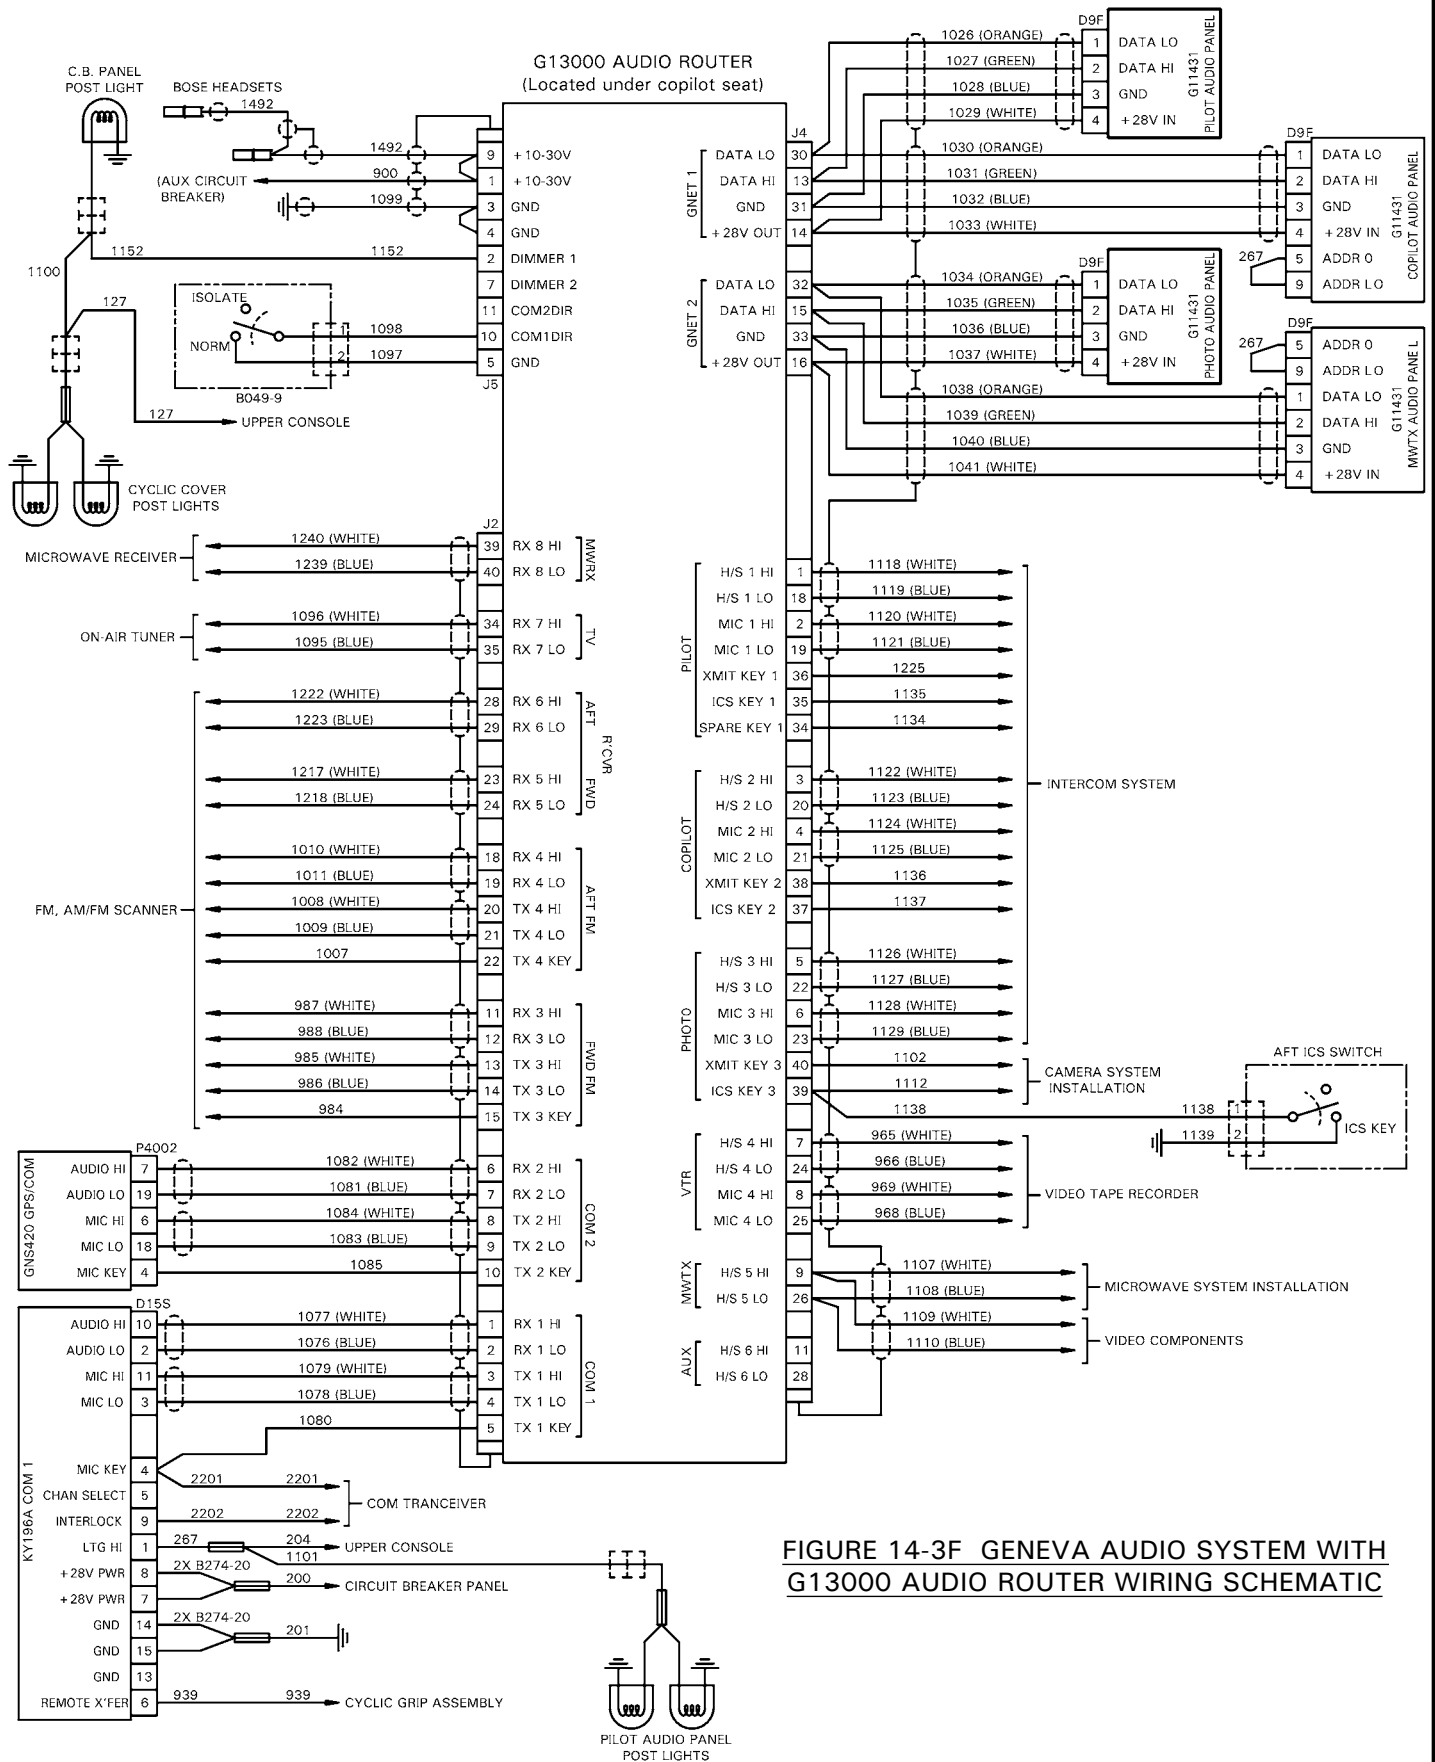 G13000 AUDIO ROUTER
(Located under copilot seat)
C.B. PANEL
POST LIGHT
BOSE HEADSETS
1492
1492
900
(AUX CIRCUIT
BREAKER)
1099
1152
1152
1100
127
ISOLATE
NORM
1
2
1098
1097
B049-9
127
UPPER CONSOLE
CYCLIC COVER
POST LIGHTS
9 +10-30V
1 +10-30V
3 GND
4 GND
2 DIMMER 1
7 DIMMER 2
11 COM2DIR
10 COM1DIR
5 GND
J5
J4
GNET 1
DATA LO 30
DATA HI 13
GND 31
+28V OUT 14
GNET 2
DATA LO 32
DATA HI 15
GND 33
+28V OUT 16
1026 (ORANGE)
1027 (GREEN)
1028 (BLUE)
1029 (WHITE)
D9F
1 DATA LO
2 DATA HI
3 GND
4 +28V IN
G11431
PILOT AUDIO PANEL
1030 (ORANGE)
1031 (GREEN)
1032 (BLUE)
1033 (WHITE)
D9F
1 DATA LO
2 DATA HI
3 GND
4 +28V IN
267
5 ADDR 0
9 ADDR LO
G11431
COPILOT AUDIO PANEL
1034 (ORANGE)
1035 (GREEN)
1036 (BLUE)
1037 (WHITE)
D9F
1 DATA LO
2 DATA HI
3 GND
4 +28V IN
G11431
PHOTO AUDIO PANEL
1038 (ORANGE)
1039 (GREEN)
1040 (BLUE)
1041 (WHITE)
D9F
267
5 ADDR 0
9 ADDR LO
1 DATA LO
2 DATA HI
3 GND
4 +28V IN
G11431
MWTX AUDIO PANEL
J2
MICROWAVE RECEIVER
1240 (WHITE) 39 RX 8 HI
1239 (BLUE) 40 RX 8 LO
MWRX
ON-AIR TUNER
1096 (WHITE) 34 RX 7 HI
1095 (BLUE) 35 RX 7 LO
TV
FM, AM/FM SCANNER
1222 (WHITE) 28 RX 6 HI
1223 (BLUE) 29 RX 6 LO
AFT
R'CVR
1217 (WHITE) 23 RX 5 HI
1218 (BLUE) 24 RX 5 LO
FWD
1010 (WHITE) 18 RX 4 HI
1011 (BLUE) 19 RX 4 LO
1008 (WHITE) 20 TX 4 HI
1009 (BLUE) 21 TX 4 LO
1007 22 TX 4 KEY
AFT FM
987 (WHITE) 11 RX 3 HI
988 (BLUE) 12 RX 3 LO
985 (WHITE) 13 TX 3 HI
986 (BLUE) 14 TX 3 LO
984 15 TX 3 KEY
FWD FM
P4002
GNS420 GPS/COM
AUDIO HI 7 1082 (WHITE) 6 RX 2 HI
AUDIO LO 19 1081 (BLUE) 7 RX 2 LO
MIC HI 6 1084 (WHITE) 8 TX 2 HI
MIC LO 18 1083 (BLUE) 9 TX 2 LO
MIC KEY 4 1085 10 TX 2 KEY
COM 2
D15S
KY196A COM 1
AUDIO HI 10 1077 (WHITE) 1 RX 1 HI
AUDIO LO 2 1076 (BLUE) 2 RX 1 LO
MIC HI 11 1079 (WHITE) 3 TX 1 HI
MIC LO 3 1078 (BLUE) 4 TX 1 LO
1080 5 TX 1 KEY
COM 1
MIC KEY 4
2201 2201
CHAN SELECT 5
COM TRANCEIVER
INTERLOCK 9 2202 2202
LTG HI 1 267 204 UPPER CONSOLE
1101
+28V PWR 8 2X B274-20
200 CIRCUIT BREAKER PANEL
+28V PWR 7
GND 14 2X B274-20
201
GND 15
GND 13
REMOTE X'FER 6 939 939 CYCLIC GRIP ASSEMBLY
PILOT AUDIO PANEL
POST LIGHTS
PILOT
H/S 1 HI 1 1118 (WHITE)
H/S 1 LO 18 1119 (BLUE)
MIC 1 HI 2 1120 (WHITE)
MIC 1 LO 19 1121 (BLUE)
XMIT KEY 1 36 1225
ICS KEY 1 35 1135
SPARE KEY 1 34 1134
COPILOT
H/S 2 HI 3 1122 (WHITE)
H/S 2 LO 20 1123 (BLUE)
MIC 2 HI 4 1124 (WHITE)
MIC 2 LO 21 1125 (BLUE)
XMIT KEY 2 38 1136
ICS KEY 2 37 1137
INTERCOM SYSTEM
PHOTO
H/S 3 HI 5 1126 (WHITE)
H/S 3 LO 22 1127 (BLUE)
MIC 3 HI 6 1128 (WHITE)
MIC 3 LO 23 1129 (BLUE)
XMIT KEY 3 40 1102
ICS KEY 3 39 1112
CAMERA SYSTEM
INSTALLATION
1138 1138 1
1139 2
AFT ICS SWITCH
ICS KEY
VTR
H/S 4 HI 7 965 (WHITE)
H/S 4 LO 24 966 (BLUE)
MIC 4 HI 8 969 (WHITE)
MIC 4 LO 25 968 (BLUE)
VIDEO TAPE RECORDER
MWTX
H/S 5 HI 9 1107 (WHITE)
H/S 5 LO 26 1108 (BLUE)
MICROWAVE SYSTEM INSTALLATION
1109 (WHITE)
1110 (BLUE)
VIDEO COMPONENTS
AUX
H/S 6 HI 11
H/S 6 LO 28
FIGURE 14-3F GENEVA AUDIO SYSTEM WITH
G13000 AUDIO ROUTER WIRING SCHEMATIC